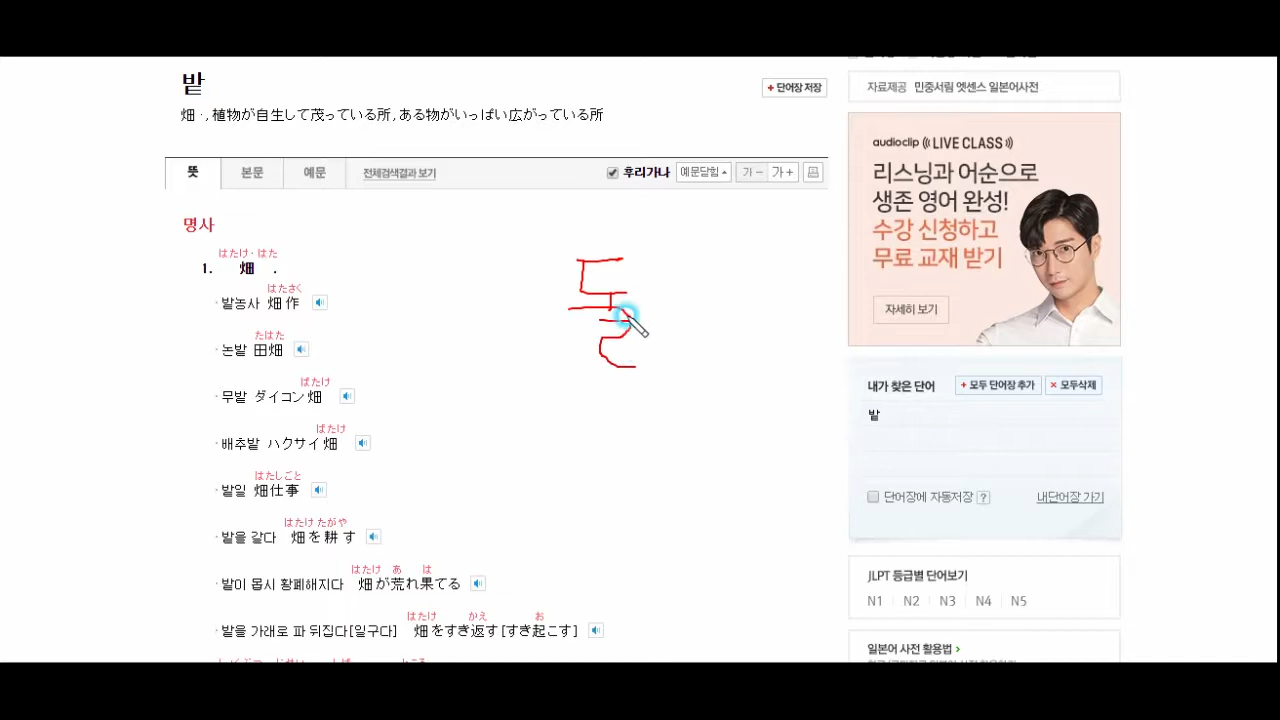 밭
畑·, 植物が自生して茂っている所, ある物がいっぱい広がっている所
+ 단어장 저장
뜻
본문
예문
전체검색결과 보기
후리가나
예문닫힘
가 -
가 +
명사
はたけ · はた
1. 畑 .
はたさく
· 밭농사 畑作
たはた
· 논밭 田畑
ばたけ
· 무밭 ダイコン畑
ばたけ
· 배추밭 ハクサイ畑
はたしごと
· 밭일 畑仕事
はたけ たがや
· 밭을 갈다 畑を耕す
はたけ あ は
· 밭이 몹시 황폐해지다 畑が荒れ果てる
はたけ かえ お
· 밭을 가래로 파 뒤집다[일구다] 畑をすき返す[すき起こす]
돌
자료제공 민중서림 엣센스 일본어사전
audioclip LIVE CLASS
리스닝과 어순으로
생존 영어 완성!
수강 신청하고
무료 교재 받기
자세히 보기
내가 찾은 단어
+ 모두 단어장 추가
× 모두삭제
밭
단어장에 자동저장 ?
내단어장 가기
JLPT 등급별 단어보기
N1 N2 N3 N4 N5
일본어 사전 활용법 ›